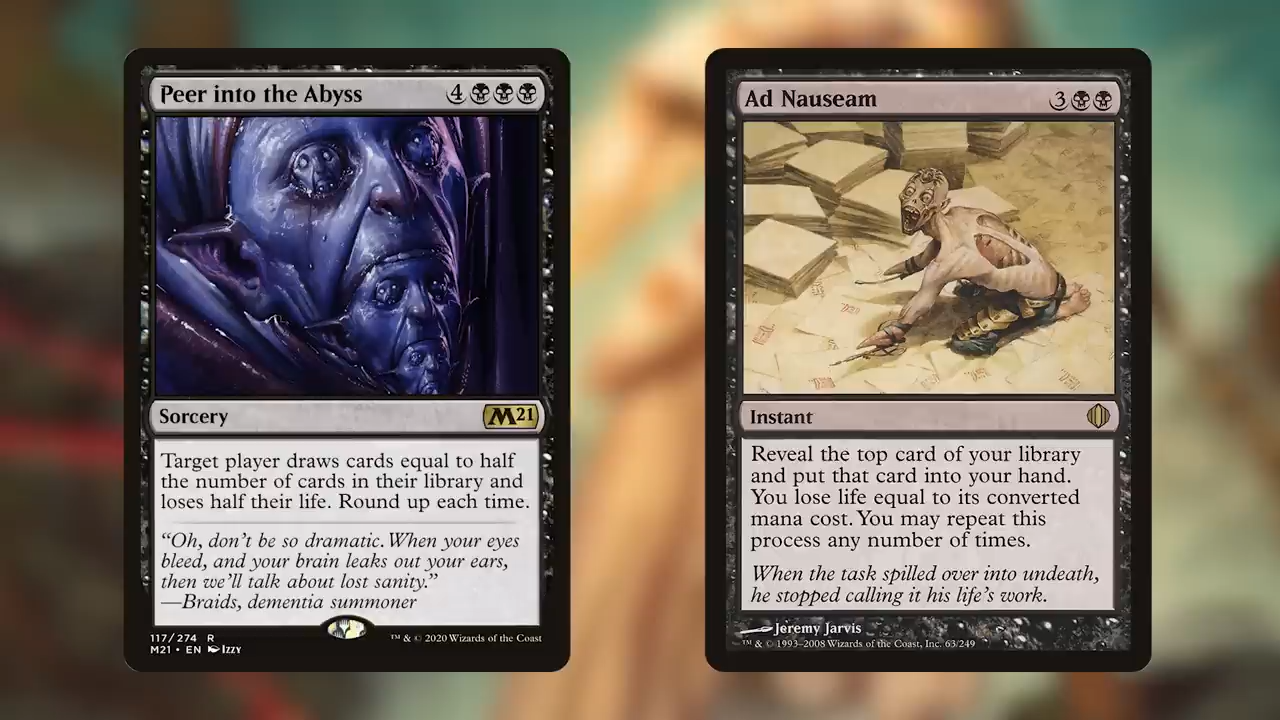 Peer into the Abyss 4
Sorcery M21
Target player draws cards equal to half
the number of cards in their library and
loses half their life. Round up each time.
“Oh, don’t be so dramatic. When your eyes
bleed, and your brain leaks out your ears,
then we’ll talk about lost sanity.”
—Braids, dementia summoner
117/274 R
M21 • EN Izzy
™ & © 2020 Wizards of the Coast
Ad Nauseam 3
Instant
Reveal the top card of your library
and put that card into your hand.
You lose life equal to its converted
mana cost. You may repeat this
process any number of times.
When the task spilled over into undeath,
he stopped calling it his life’s work.
Jeremy Jarvis
™ & © 1993–2008 Wizards of the Coast, Inc. 63/249